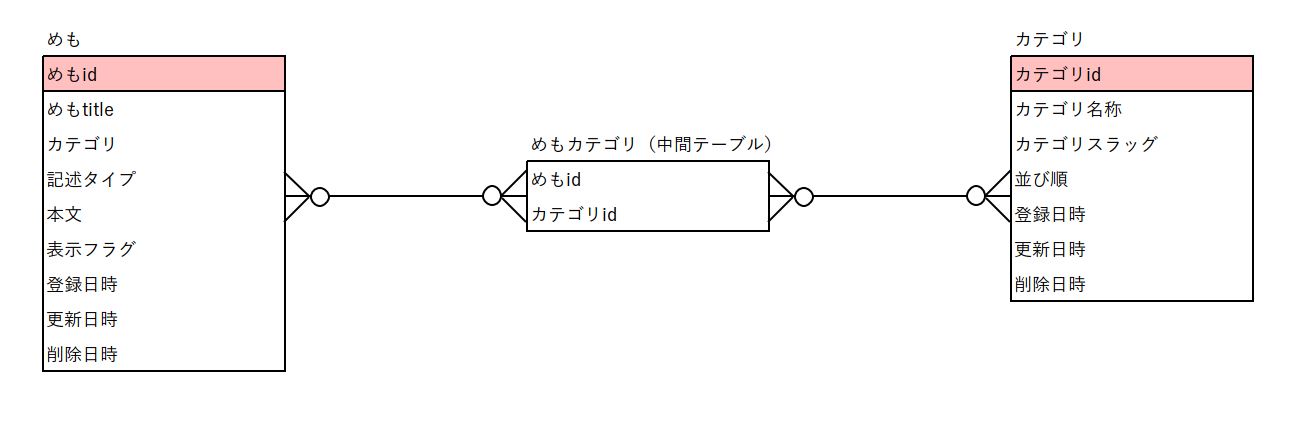 めも
めもid
めもtitle
カテゴリ
記述タイプ
本文
表示フラグ
登録日時
更新日時
削除日時
めもカテゴリ（中間テーブル）
めもid
カテゴリid
カテゴリ
カテゴリid
カテゴリ名称
カテゴリスラッグ
並び順
登録日時
更新日時
削除日時